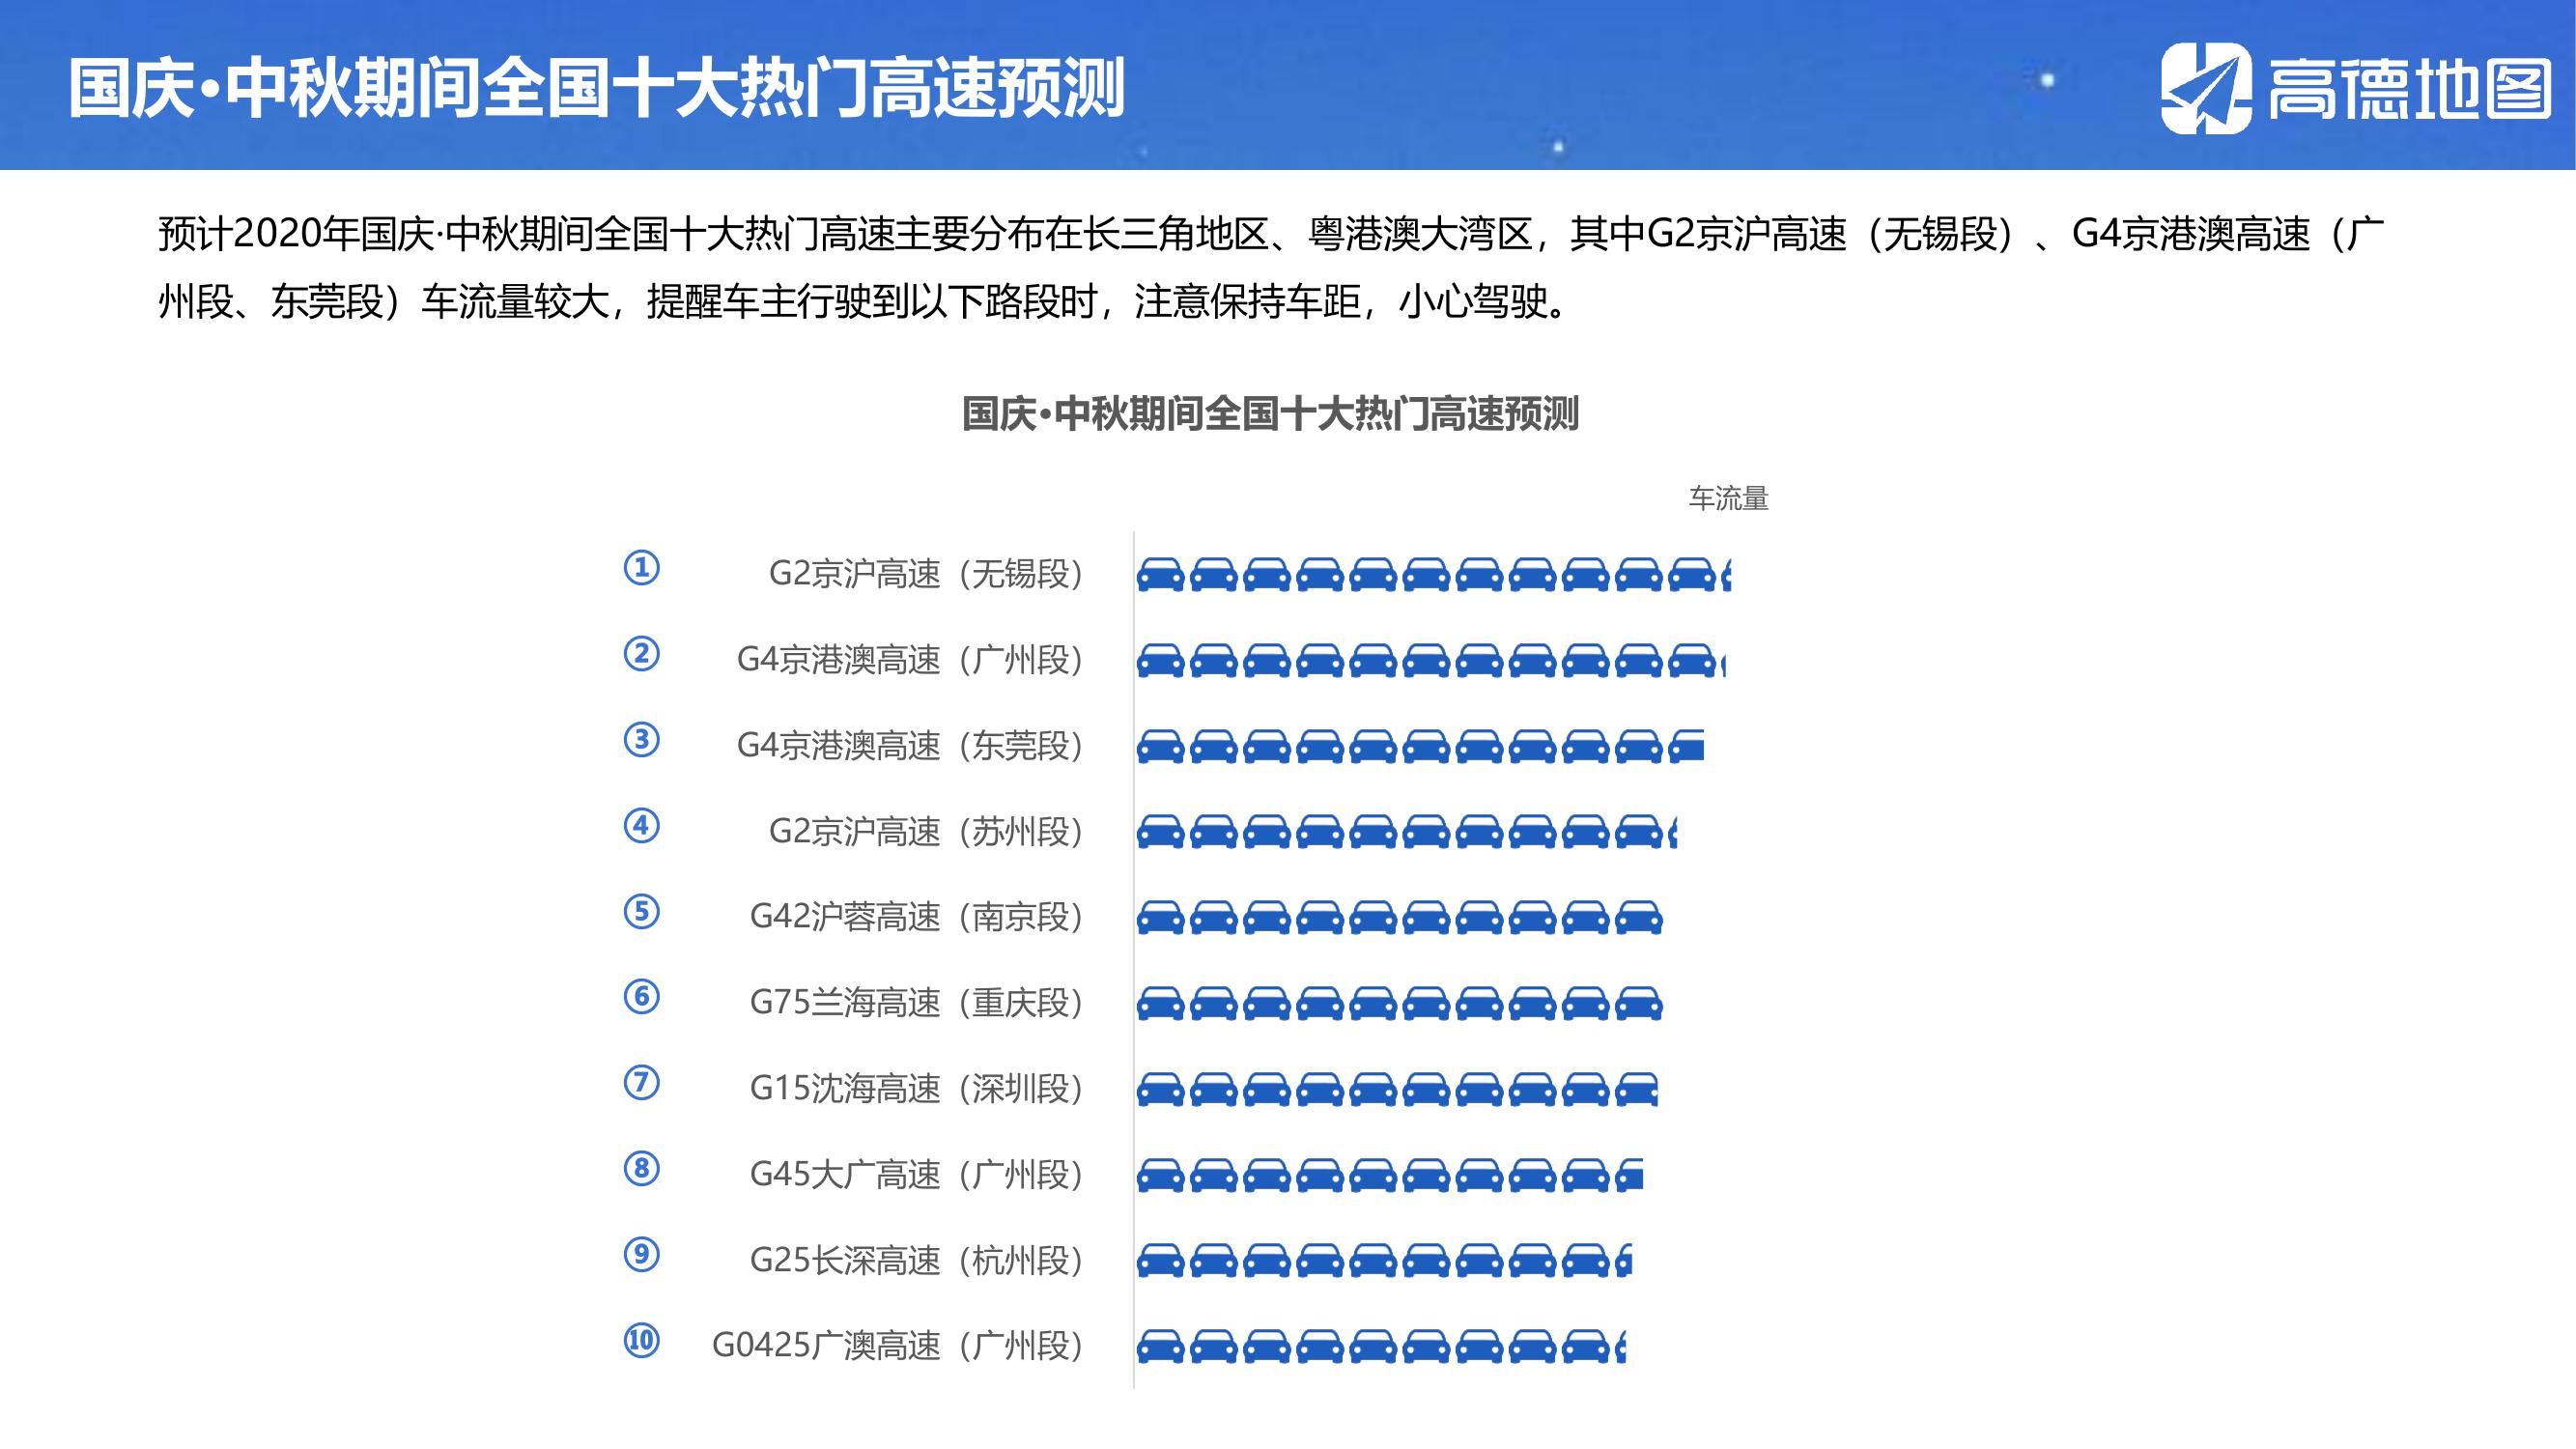 国庆•中秋期间全国十大热门高速预测
高德地图
预计2020年国庆·中秋期间全国十大热门高速主要分布在长三角地区、粤港澳大湾区，其中G2京沪高速（无锡段）、G4京港澳高速（广
州段、东莞段）车流量较大，提醒车主行驶到以下路段时，注意保持车距，小心驾驶。
国庆•中秋期间全国十大热门高速预测
车流量
① G2京沪高速（无锡段）
② G4京港澳高速（广州段）
③ G4京港澳高速（东莞段）
④ G2京沪高速（苏州段）
⑤ G42沪蓉高速（南京段）
⑥ G75兰海高速（重庆段）
⑦ G15沈海高速（深圳段）
⑧ G45大广高速（广州段）
⑨ G25长深高速（杭州段）
⑩ G0425广澳高速（广州段）